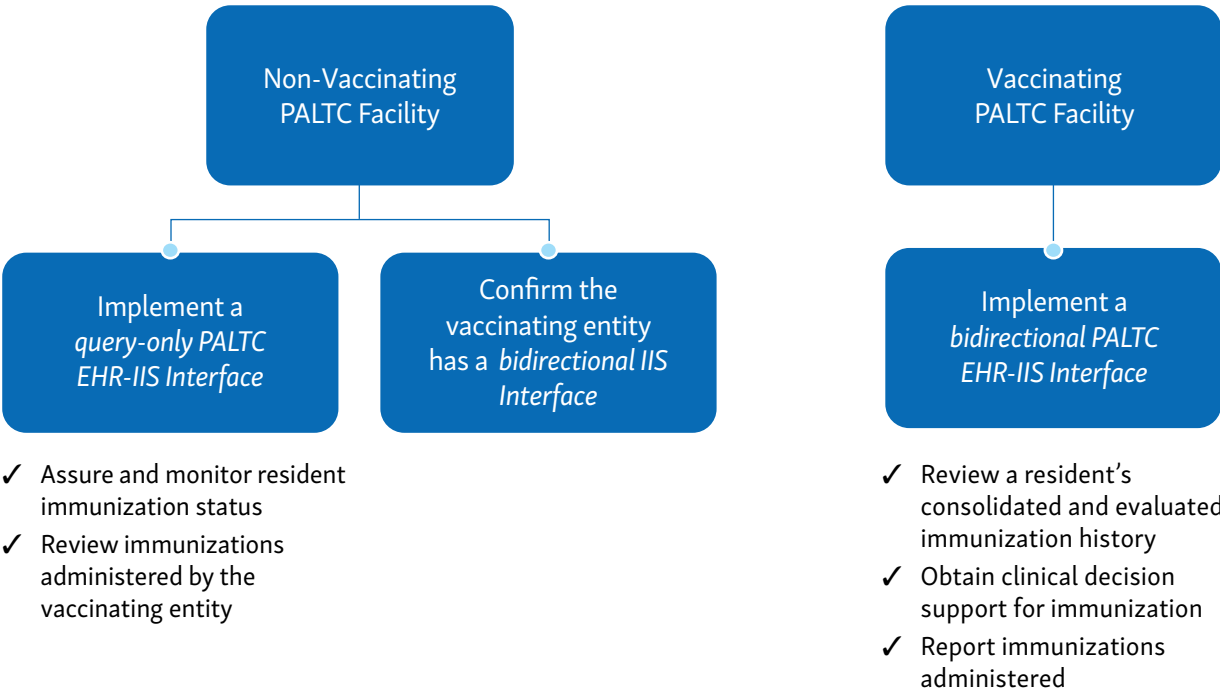 Non-Vaccinating
PALTC Facility
Implement a
query-only PALTC
EHR-IIS Interface
Confirm the
vaccinating entity
has a bidirectional IIS
Interface
✓ Assure and monitor resident
immunization status
✓ Review immunizations
administered by the
vaccinating entity
Vaccinating
PALTC Facility
Implement a
bidirectional PALTC
EHR-IIS Interface
✓ Review a resident’s
consolidated and evaluated
immunization history
✓ Obtain clinical decision
support for immunization
✓ Report immunizations
administered